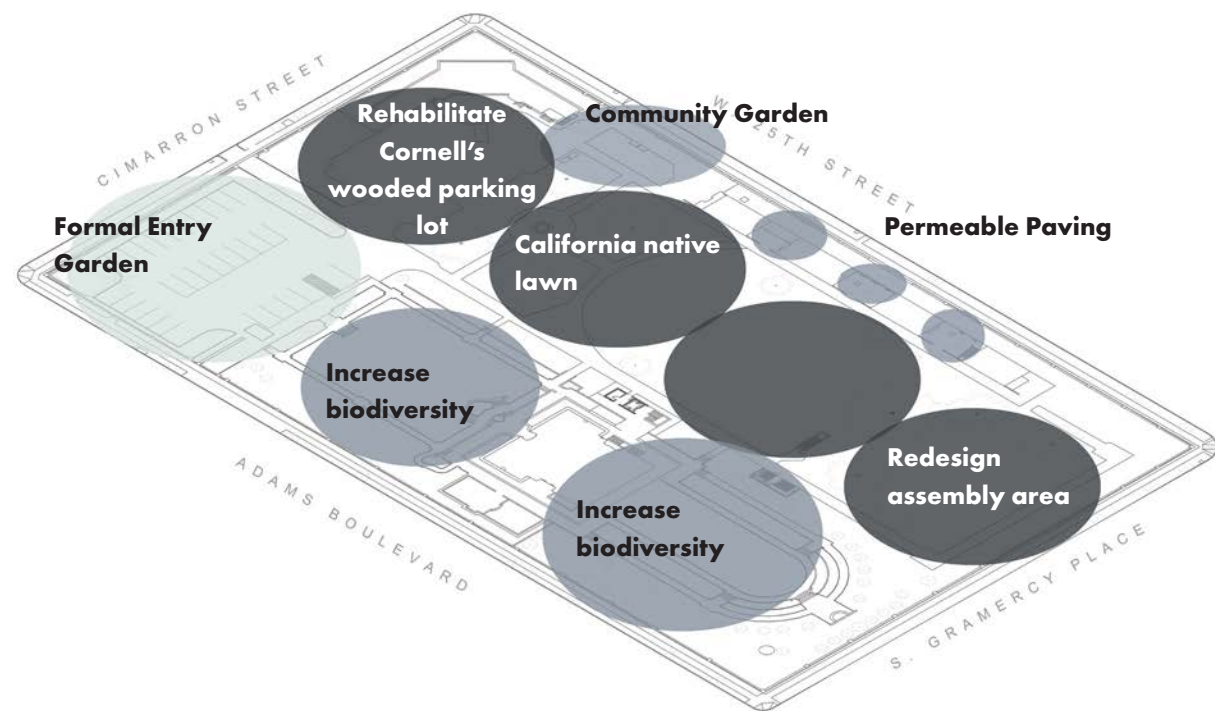 CIMARRON STREET
W. 25TH STREET
Rehabilitate
Cornell's
wooded parking
lot
Community Garden
Formal Entry
Garden
California native
lawn
Permeable Paving
Increase
biodiversity
Redesign
assembly area
Increase
biodiversity
ADAMS BOULEVARD
S. GRAMERCY PLACE